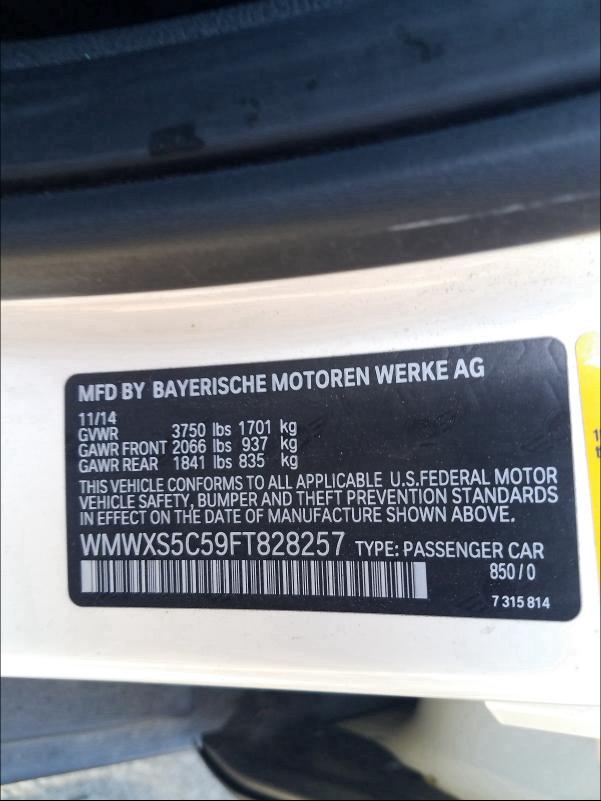 MFD BY BAYERISCHE MOTOREN WERKE AG
11/14
GVWR 3750 lbs 1701 kg
GAWR FRONT 2066 lbs 937 kg
GAWR REAR 1841 lbs 835 kg
THIS VEHICLE CONFORMS TO ALL APPLICABLE U.S.FEDERAL MOTOR
VEHICLE SAFETY, BUMPER AND THEFT PREVENTION STANDARDS
IN EFFECT ON THE DATE OF MANUFACTURE SHOWN ABOVE.
WMWXS5C59FT828257 TYPE: PASSENGER CAR
850/0
7 315 814